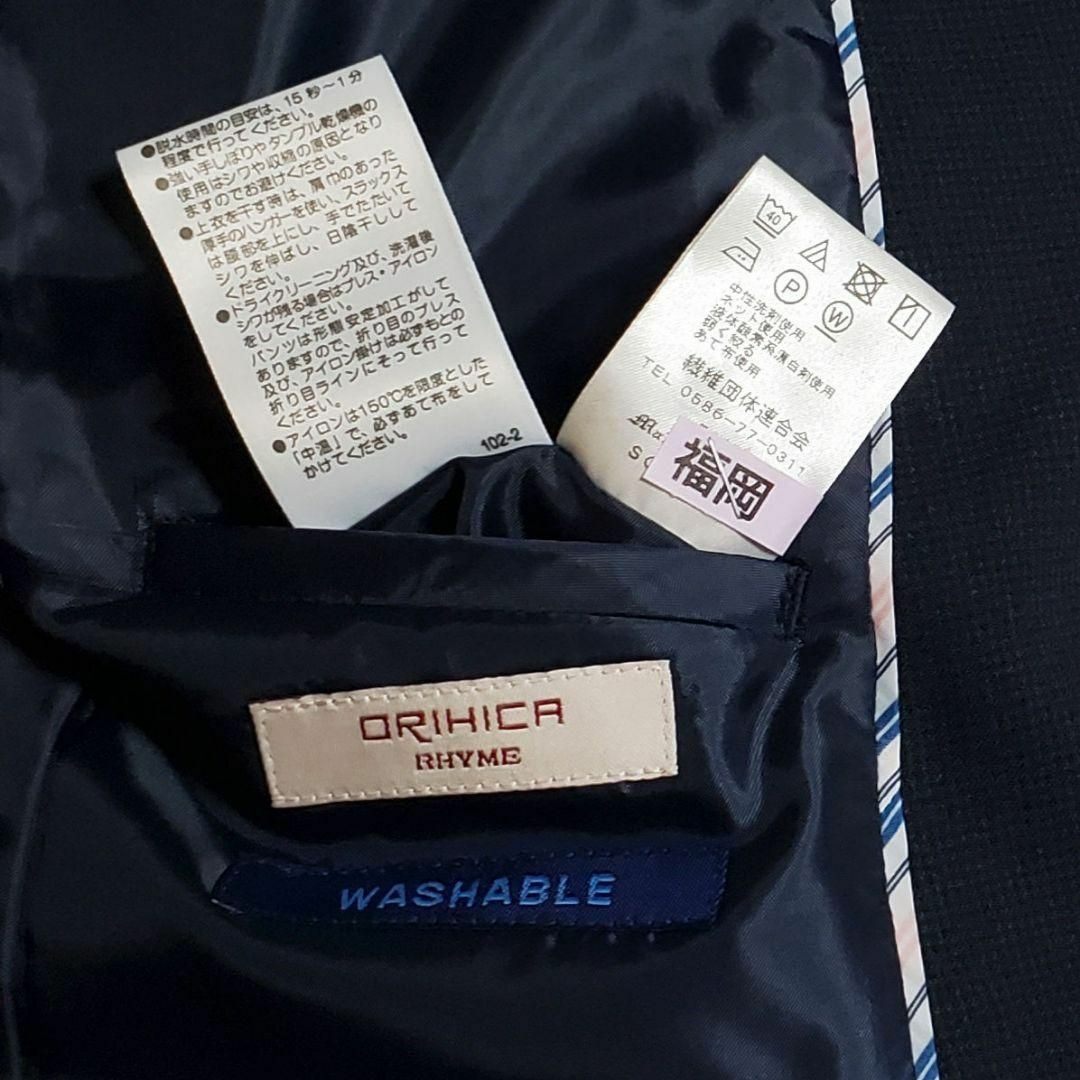 ●脱水時間の目安は、15秒〜1分
程度で行ってください。
●強い手しぼりやタンブル乾燥機の
使用はシワや収縮の原因となり
ますのでお避けください。
●上衣を干す時は、肩巾のあった
厚手のハンガーを使い、スラックス
は腹部を上にし、手でたたいて
シワを伸ばし、日陰干しして
ください。
●ドライクリーニング及び、洗濯後
シワが残る場合はプレス・アイロン
をしてください。
●パンツは形態安定加工がして
ありますので、折り目のプレス
及び、アイロン掛けは必ずもとの
折り目ラインにそって行って
ください。
●アイロンは150℃を限度とした
「中温」で、必ずあて布をして
かけてください。
102-2
40
P
W
中性洗剤使用
ネット使用
液体酸素系漂白剤使用
弱く絞る
あて布使用
繊維団体連合会
TEL 0586-77-0311
福岡
ORIHICA
RHYME
WASHABLE